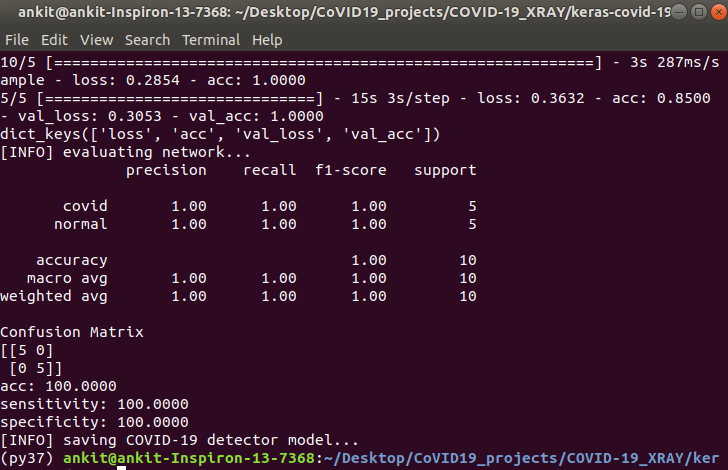 ankit@ankit-Inspiron-13-7368: ~/Desktop/CoVID19_projects/COVID-19_XRAY/keras-covid-19
File Edit View Search Terminal Help
10/5 [============================================================] - 3s 287ms/s
ample - loss: 0.2854 - acc: 1.0000
5/5 [==============================] - 15s 3s/step - loss: 0.3632 - acc: 0.8500
- val_loss: 0.3053 - val_acc: 1.0000
dict_keys(['loss', 'acc', 'val_loss', 'val_acc'])
[INFO] evaluating network...
              precision    recall  f1-score   support

       covid       1.00      1.00      1.00         5
      normal       1.00      1.00      1.00         5

    accuracy                           1.00        10
   macro avg       1.00      1.00      1.00        10
weighted avg       1.00      1.00      1.00        10

Confusion Matrix
[[5 0]
 [0 5]]
acc: 100.0000
sensitivity: 100.0000
specificity: 100.0000
[INFO] saving COVID-19 detector model...
(py37) ankit@ankit-Inspiron-13-7368:~/Desktop/CoVID19_projects/COVID-19_XRAY/ker